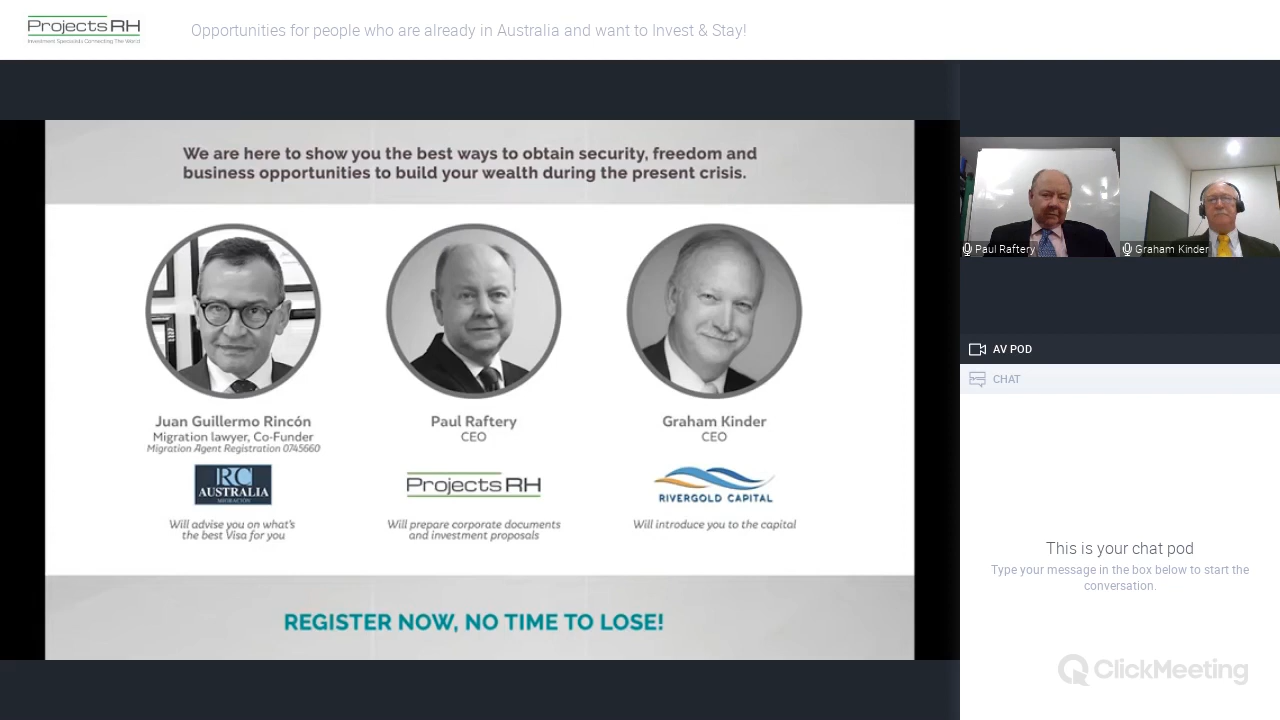 ProjectsRH
Investment Specialists Connecting The World
Opportunities for people who are already in Australia and want to Invest & Stay!
We are here to show you the best ways to obtain security, freedom and
business opportunities to build your wealth during the present crisis.
Juan Guillermo Rincón
Migration lawyer, Co-Funder
Migration Agent Registration 0745660
RC
AUSTRALIA
MIGRACIÓN
Will advise you on what's
the best Visa for you
Paul Raftery
CEO
ProjectsRH
Will prepare corporate documents
and investment proposals
Graham Kinder
CEO
RIVERGOLD CAPITAL
Will introduce you to the capital
REGISTER NOW, NO TIME TO LOSE!
Paul Raftery
Graham Kinder
AV POD
CHAT
This is your chat pod
Type your message in the box below to start the
conversation.
ClickMeeting